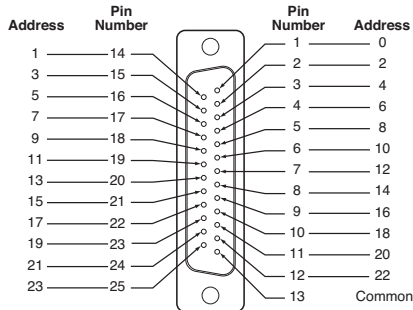 Address Pin Number Pin Number Address
1 14 1 0
3 15 2 2
5 16 3 4
7 17 4 6
9 18 5 8
11 19 6 10
13 20 7 12
15 21 8 14
17 22 9 16
19 23 10 18
21 24 11 20
23 25 12 22
13 Common